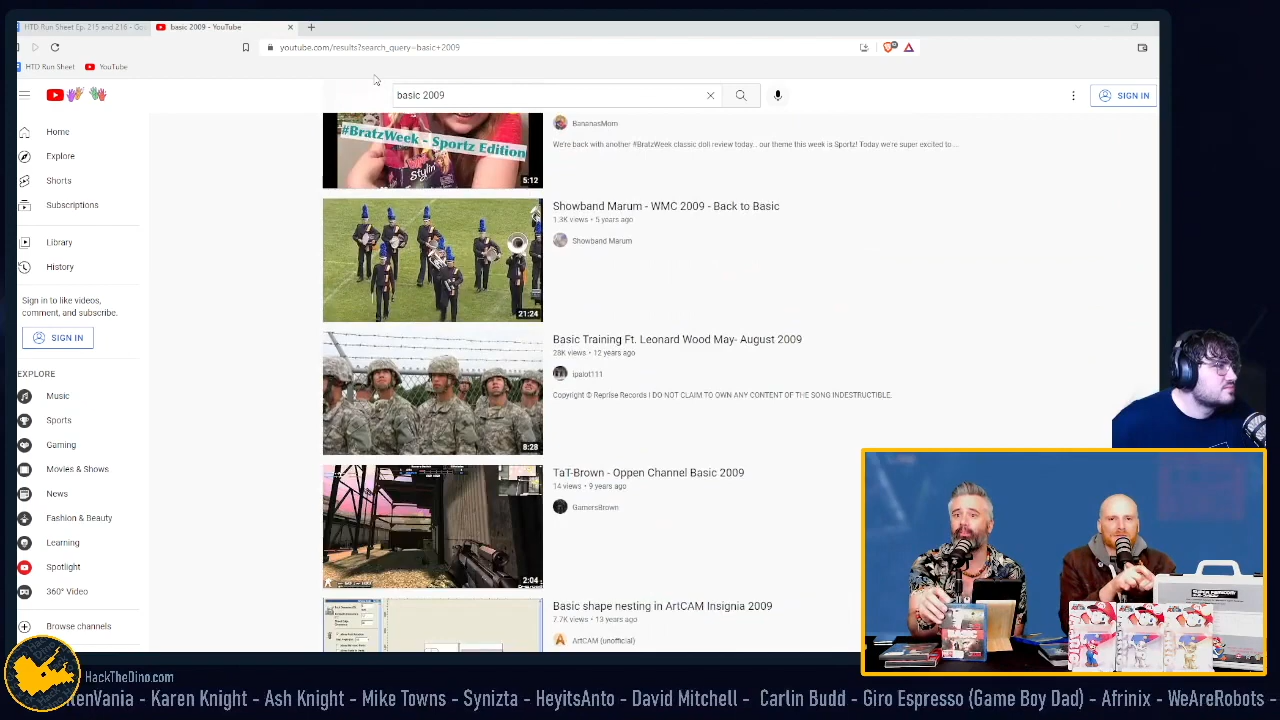 HTD Run Sheet Ep. 215 and 216 - Go
basic 2009 - YouTube
youtube.com/results?search_query=basic+2009
HTD Run Sheet
YouTube
basic 2009
SIGN IN
Home
Explore
Shorts
Subscriptions
Library
History
Sign in to like videos,
comment, and subscribe.
SIGN IN
EXPLORE
Music
Sports
Gaming
Movies & Shows
News
Fashion & Beauty
Learning
Spotlight
360° Video
Browse channels
#BratzWeek - Sportz Edition
Stylin
5:12
BananasMom
We're back with another #BratzWeek classic doll review today.. our theme this week is Sportz! Today we're super excited to ...
21:24
Showband Marum - WMC 2009 - Back to Basic
1.3K views • 5 years ago
Showband Marum
8:28
Basic Training Ft. Leonard Wood May- August 2009
28K views • 12 years ago
ipaiot111
Copyright © Reprise Records I DO NOT CLAIM TO OWN ANY CONTENT OF THE SONG INDESTRUCTIBLE.
2:04
TaT-Brown - Oppen Channel Basic 2009
14 views • 9 years ago
GamersBrown
Basic shape nesting in ArtCAM Insignia 2009
7.7K views • 13 years ago
ArtCAM (unofficial)
HackTheDino.com
enVania - Karen Knight - Ash Knight - Mike Towns - Synizta - HeyitsAnto - David Mitchell - Carlin Budd - Giro Espresso (Game Boy Dad) - Afrinix - WeAreRobots -